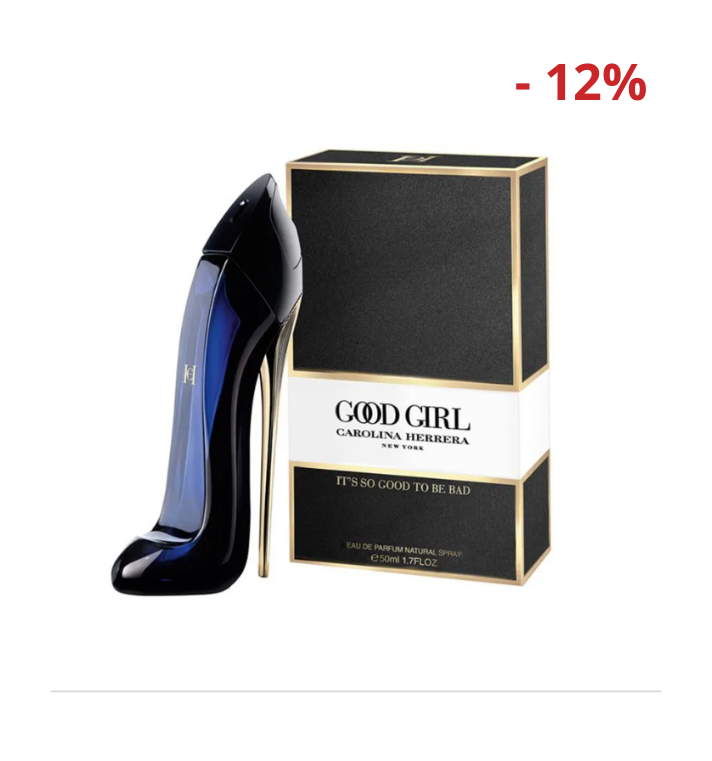 - 12%
GOOD GIRL
CAROLINA HERRERA
NEW YORK
IT'S SO GOOD TO BE BAD
EAU DE PARFUM NATURAL SPRAY
℮50ml 1.7FLOZ
CH